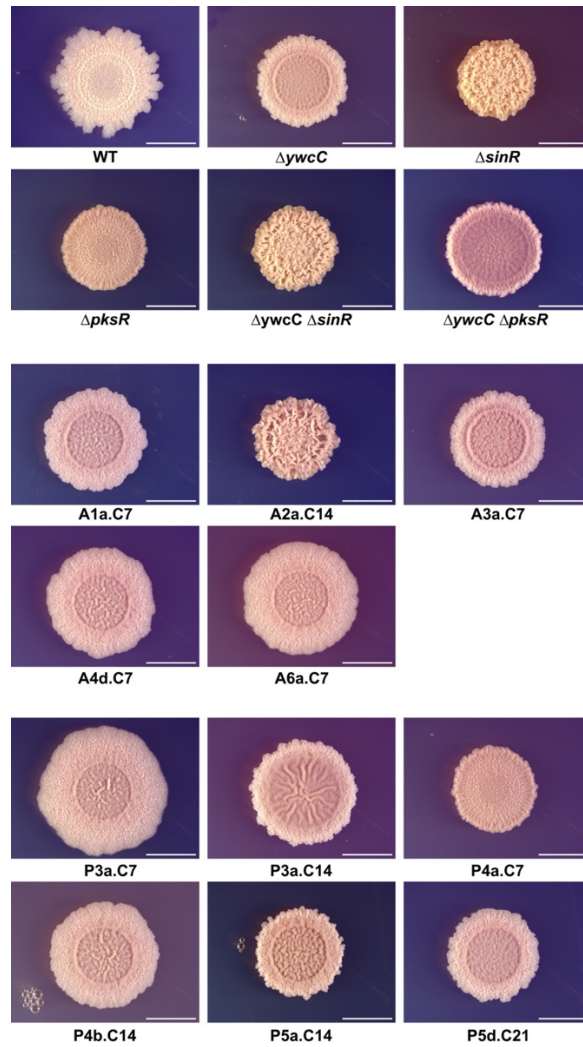 WT ΔywcC ΔsinR
ΔpksR ΔywcC ΔsinR ΔywcC ΔpksR
A1a.C7 A2a.C14 A3a.C7
A4d.C7 A6a.C7
P3a.C7 P3a.C14 P4a.C7
P4b.C14 P5a.C14 P5d.C21